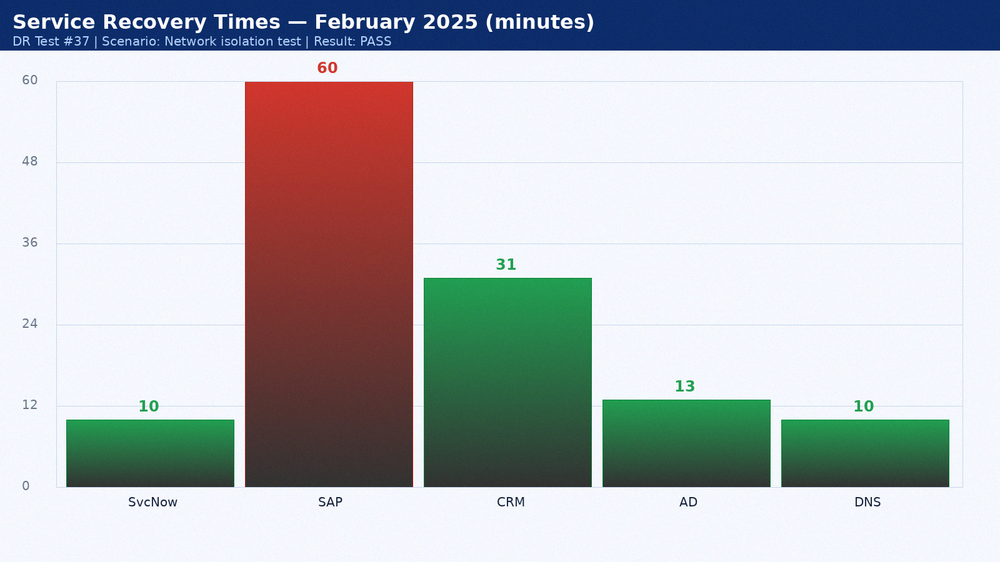 Service Recovery Times — February 2025 (minutes)
DR Test #37 | Scenario: Network isolation test | Result: PASS
60
60
48
36
31
24
13
12
10
10
0
SvcNow
SAP
CRM
AD
DNS